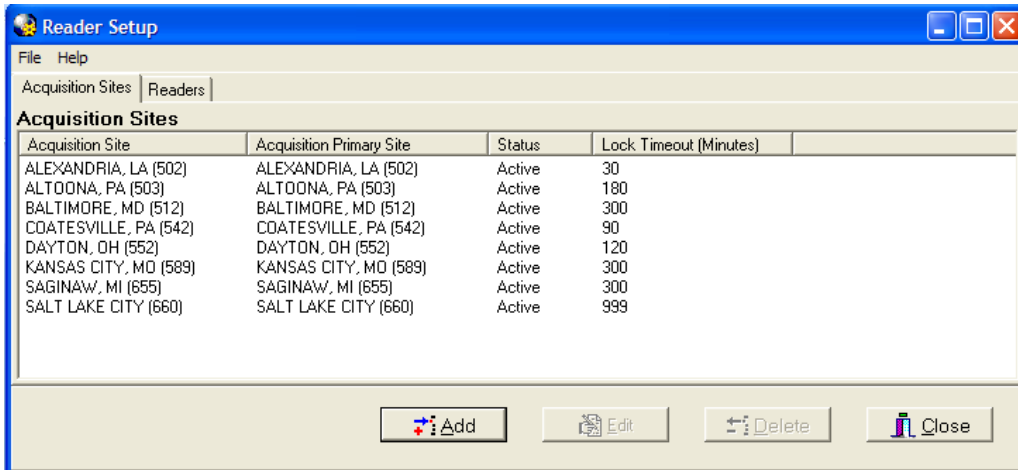 Reader Setup
File Help
Acquisition Sites Readers
Acquisition Sites
Acquisition Site Acquisition Primary Site Status Lock Timeout (Minutes)
ALEXANDRIA, LA (502) ALEXANDRIA, LA (502) Active 30
ALTOONA, PA (503) ALTOONA, PA (503) Active 180
BALTIMORE, MD (512) BALTIMORE, MD (512) Active 300
COATESVILLE, PA (542) COATESVILLE, PA (542) Active 90
DAYTON, OH (552) DAYTON, OH (552) Active 120
KANSAS CITY, MO (589) KANSAS CITY, MO (589) Active 300
SAGINAW, MI (655) SAGINAW, MI (655) Active 300
SALT LAKE CITY (660) SALT LAKE CITY (660) Active 999
Add Edit Delete Close